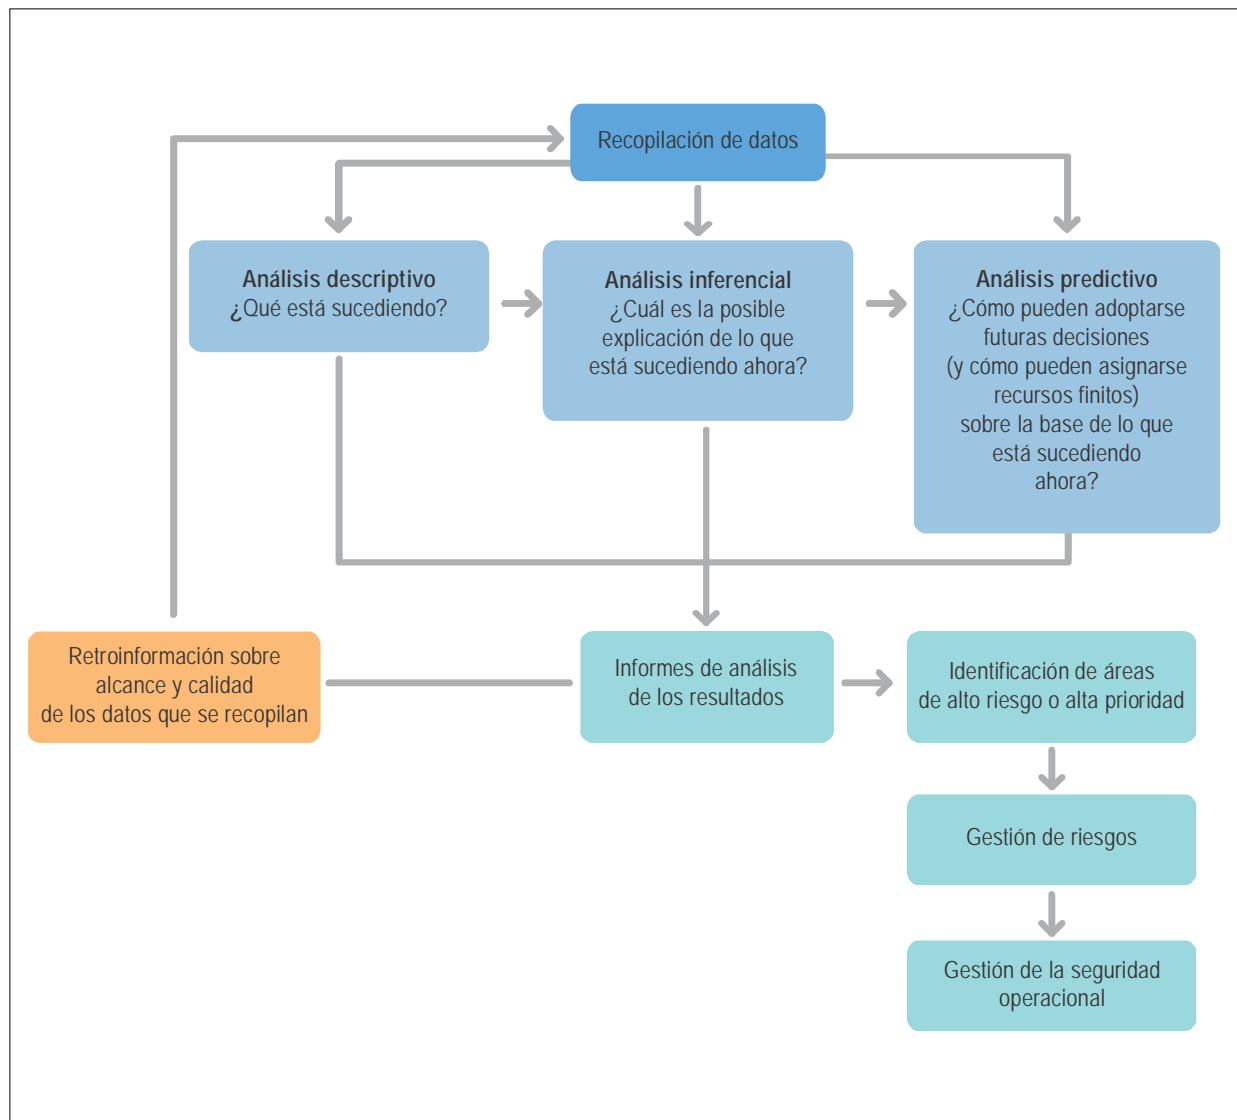 Recopilación de datos
Análisis descriptivo
¿Qué está sucediendo?
Análisis inferencial
¿Cuál es la posible
explicación de lo que
está sucediendo ahora?
Análisis predictivo
¿Cómo pueden adoptarse
futuras decisiones
(y cómo pueden asignarse
recursos finitos)
sobre la base de lo que
está sucediendo
ahora?
Retroinformación sobre
alcance y calidad
de los datos que se recopilan
Informes de análisis
de los resultados
Identificación de áreas
de alto riesgo o alta prioridad
Gestión de riesgos
Gestión de la seguridad
operacional